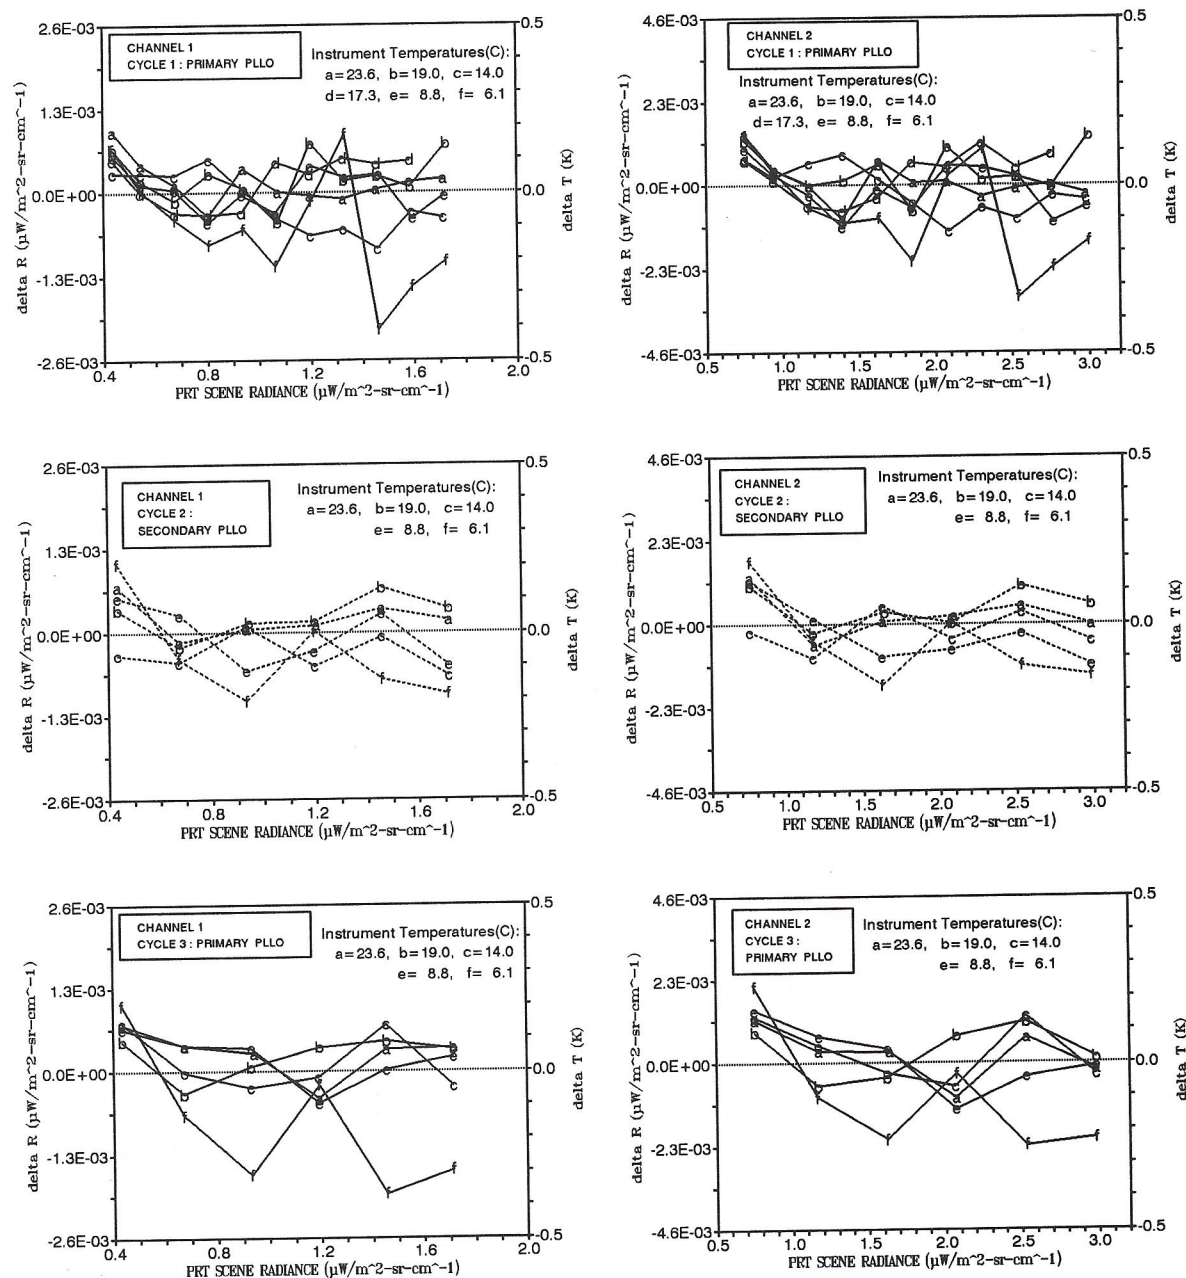 CHANNEL 1
CYCLE 1 : PRIMARY PLLO
Instrument Temperatures(C):
a=23.6, b=19.0, c=14.0
d=17.3, e= 8.8, f= 6.1
2.6E-03
1.3E-03
0.0E+00
-1.3E-03
-2.6E-03
0.5
0.0
-0.5
0.4 0.8 1.2 1.6 2.0
delta R (µW/m^2-sr-cm^-1)
delta T (K)
PRT SCENE RADIANCE (µW/m^2-sr-cm^-1)
CHANNEL 2
CYCLE 1 : PRIMARY PLLO
Instrument Temperatures(C):
a=23.6, b=19.0, c=14.0
d=17.3, e= 8.8, f= 6.1
4.6E-03
2.3E-03
0.0E+00
-2.3E-03
-4.6E-03
0.5
0.0
-0.5
0.5 1.0 1.5 2.0 2.5 3.0
delta R (µW/m^2-sr-cm^-1)
delta T (K)
PRT SCENE RADIANCE (µW/m^2-sr-cm^-1)
CHANNEL 1
CYCLE 2 :
SECONDARY PLLO
Instrument Temperatures(C):
a=23.6, b=19.0, c=14.0
e= 8.8, f= 6.1
2.6E-03
1.3E-03
0.0E+00
-1.3E-03
-2.6E-03
0.5
0.0
-0.5
0.4 0.8 1.2 1.6 2.0
delta R (µW/m^2-sr-cm^-1)
delta T (K)
PRT SCENE RADIANCE (µW/m^2-sr-cm^-1)
CHANNEL 2
CYCLE 2 :
SECONDARY PLLO
Instrument Temperatures(C):
a=23.6, b=19.0, c=14.0
e= 8.8, f= 6.1
4.6E-03
2.3E-03
0.0E+00
-2.3E-03
-4.6E-03
0.5
0.0
-0.5
0.5 1.0 1.5 2.0 2.5 3.0
delta R (µW/m^2-sr-cm^-1)
delta T (K)
PRT SCENE RADIANCE (µW/m^2-sr-cm^-1)
CHANNEL 1
CYCLE 3 : PRIMARY PLLO
Instrument Temperatures(C):
a=23.6, b=19.0, c=14.0
e= 8.8, f= 6.1
2.6E-03
1.3E-03
0.0E+00
-1.3E-03
-2.6E-03
0.5
0.0
-0.5
0.4 0.8 1.2 1.6 2.0
delta R (µW/m^2-sr-cm^-1)
delta T (K)
PRT SCENE RADIANCE (µW/m^2-sr-cm^-1)
CHANNEL 2
CYCLE 3 :
PRIMARY PLLO
Instrument Temperatures(C):
a=23.6, b=19.0, c=14.0
e= 8.8, f= 6.1
4.6E-03
2.3E-03
0.0E+00
-2.3E-03
-4.6E-03
0.5
0.0
-0.5
0.5 1.0 1.5 2.0 2.5 3.0
delta R (µW/m^2-sr-cm^-1)
delta T (K)
PRT SCENE RADIANCE (µW/m^2-sr-cm^-1)